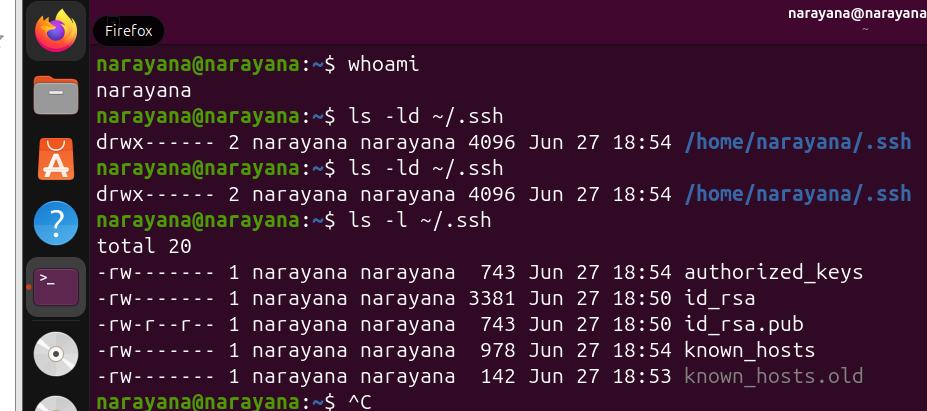 narayana@narayana
~
Firefox
narayana@narayana:~$ whoami
narayana
narayana@narayana:~$ ls -ld ~/.ssh
drwx------ 2 narayana narayana 4096 Jun 27 18:54 /home/narayana/.ssh
narayana@narayana:~$ ls -ld ~/.ssh
drwx------ 2 narayana narayana 4096 Jun 27 18:54 /home/narayana/.ssh
narayana@narayana:~$ ls -l ~/.ssh
total 20
-rw------- 1 narayana narayana  743 Jun 27 18:54 authorized_keys
-rw------- 1 narayana narayana 3381 Jun 27 18:50 id_rsa
-rw-r--r-- 1 narayana narayana  743 Jun 27 18:50 id_rsa.pub
-rw------- 1 narayana narayana  978 Jun 27 18:54 known_hosts
-rw------- 1 narayana narayana  142 Jun 27 18:53 known_hosts.old
narayana@narayana:~$ ^C